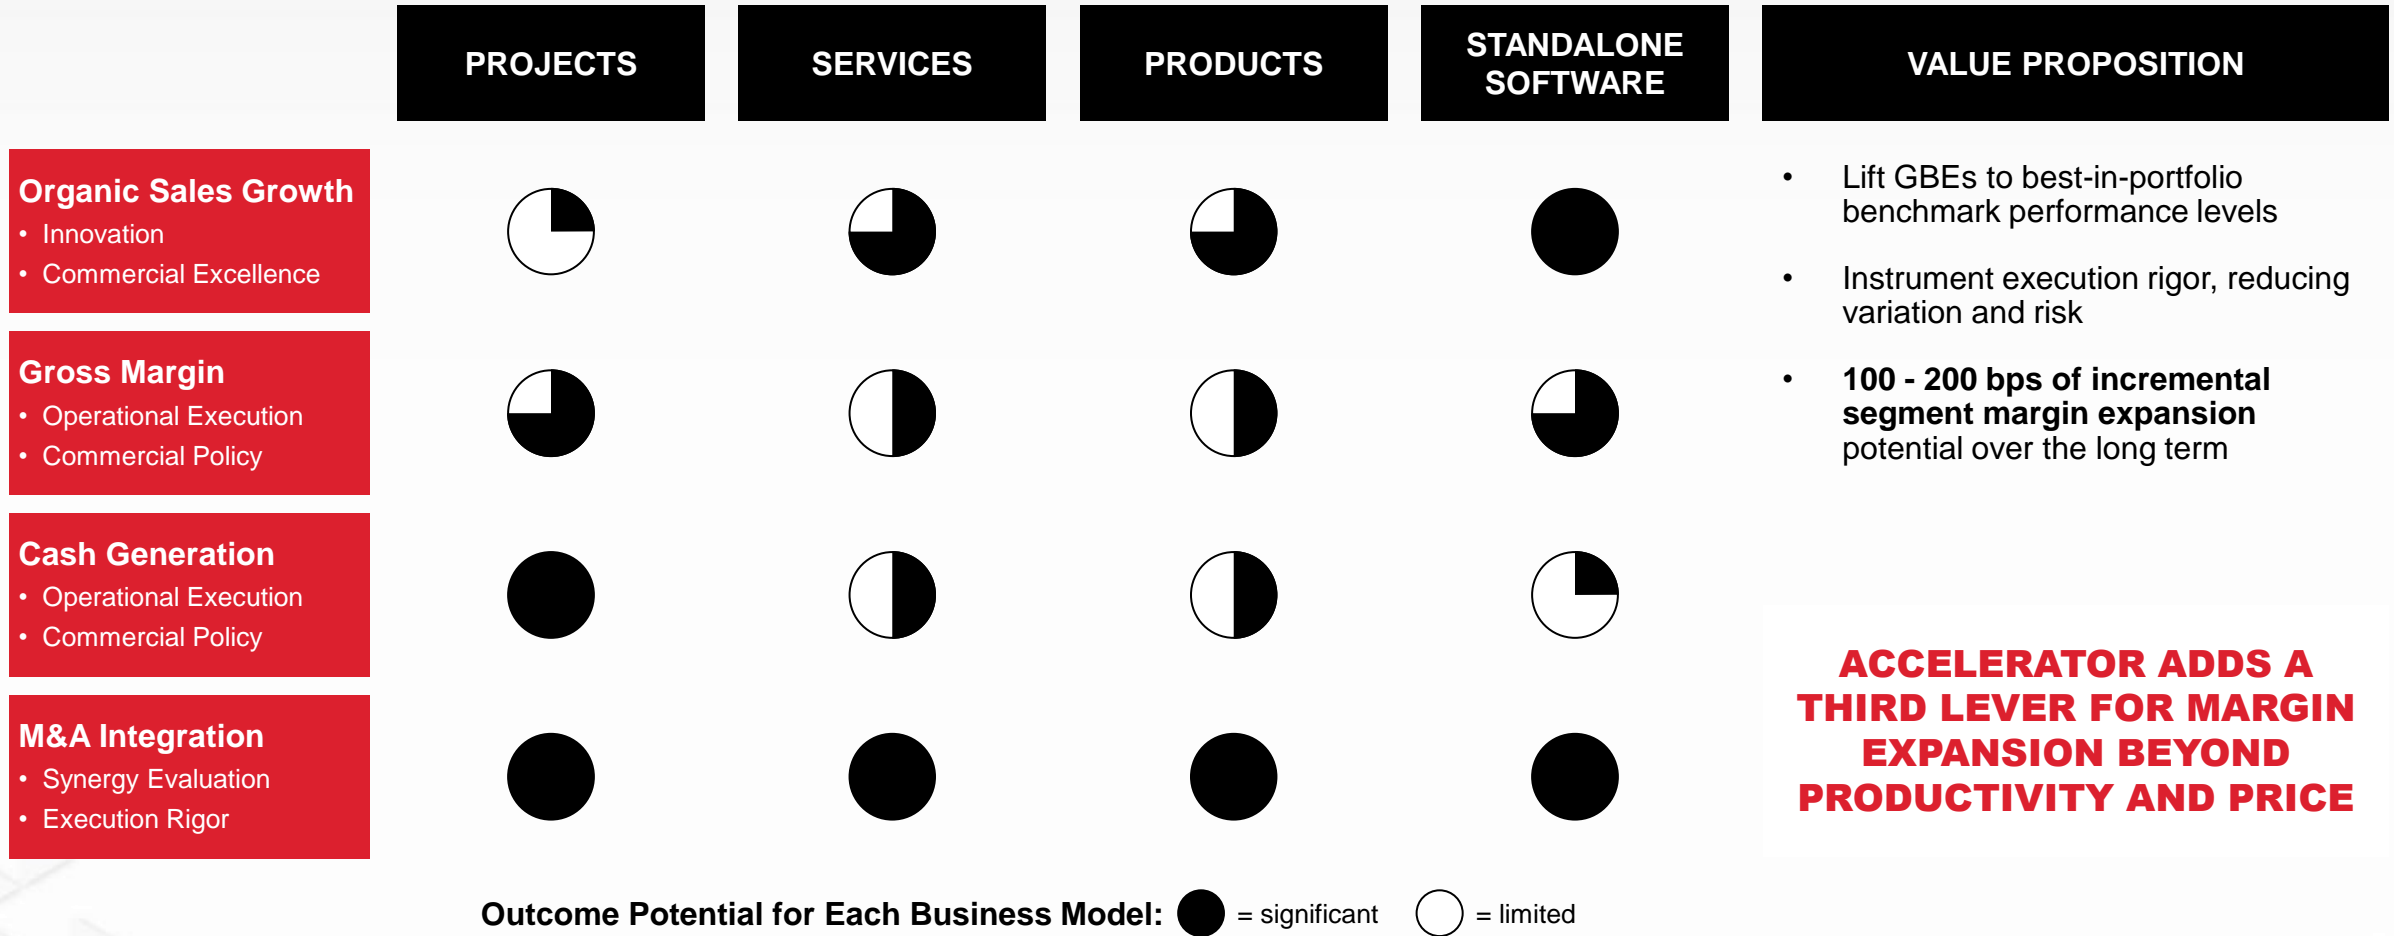 PROJECTS
SERVICES
PRODUCTS
STANDALONE
SOFTWARE
VALUE PROPOSITION
Organic Sales Growth
• Innovation
• Commercial Excellence
Gross Margin
• Operational Execution
• Commercial Policy
Cash Generation
• Operational Execution
• Commercial Policy
M&A Integration
• Synergy Evaluation
• Execution Rigor
• Lift GBEs to best-in-portfolio
benchmark performance levels
• Instrument execution rigor, reducing
variation and risk
• 100 - 200 bps of incremental
segment margin expansion
potential over the long term
ACCELERATOR ADDS A
THIRD LEVER FOR MARGIN
EXPANSION BEYOND
PRODUCTIVITY AND PRICE
Outcome Potential for Each Business Model: = significant = limited